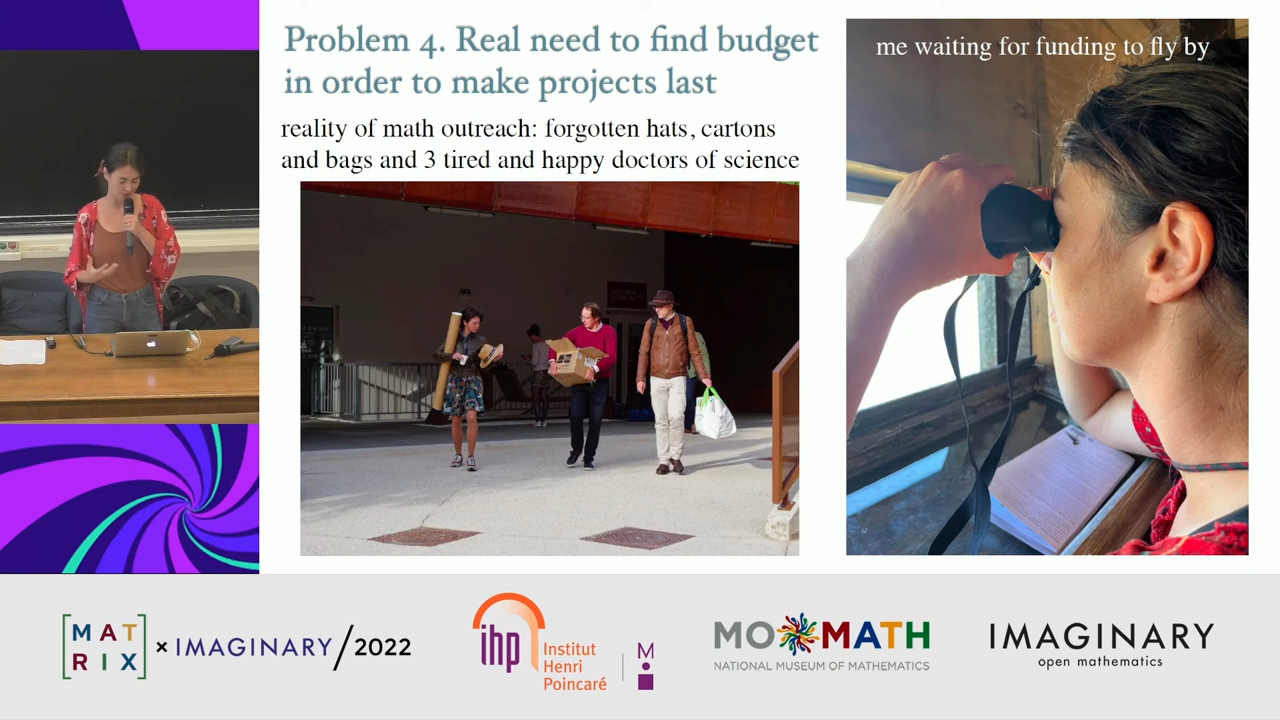 Problem 4. Real need to find budget
in order to make projects last
reality of math outreach: forgotten hats, cartons
and bags and 3 tired and happy doctors of science
me waiting for funding to fly by
MAT
RIX
× IMAGINARY / 2022
ihp
Institut
Henri
Poincaré
M
MOMATH
NATIONAL MUSEUM OF MATHEMATICS
IMAGINARY
open mathematics